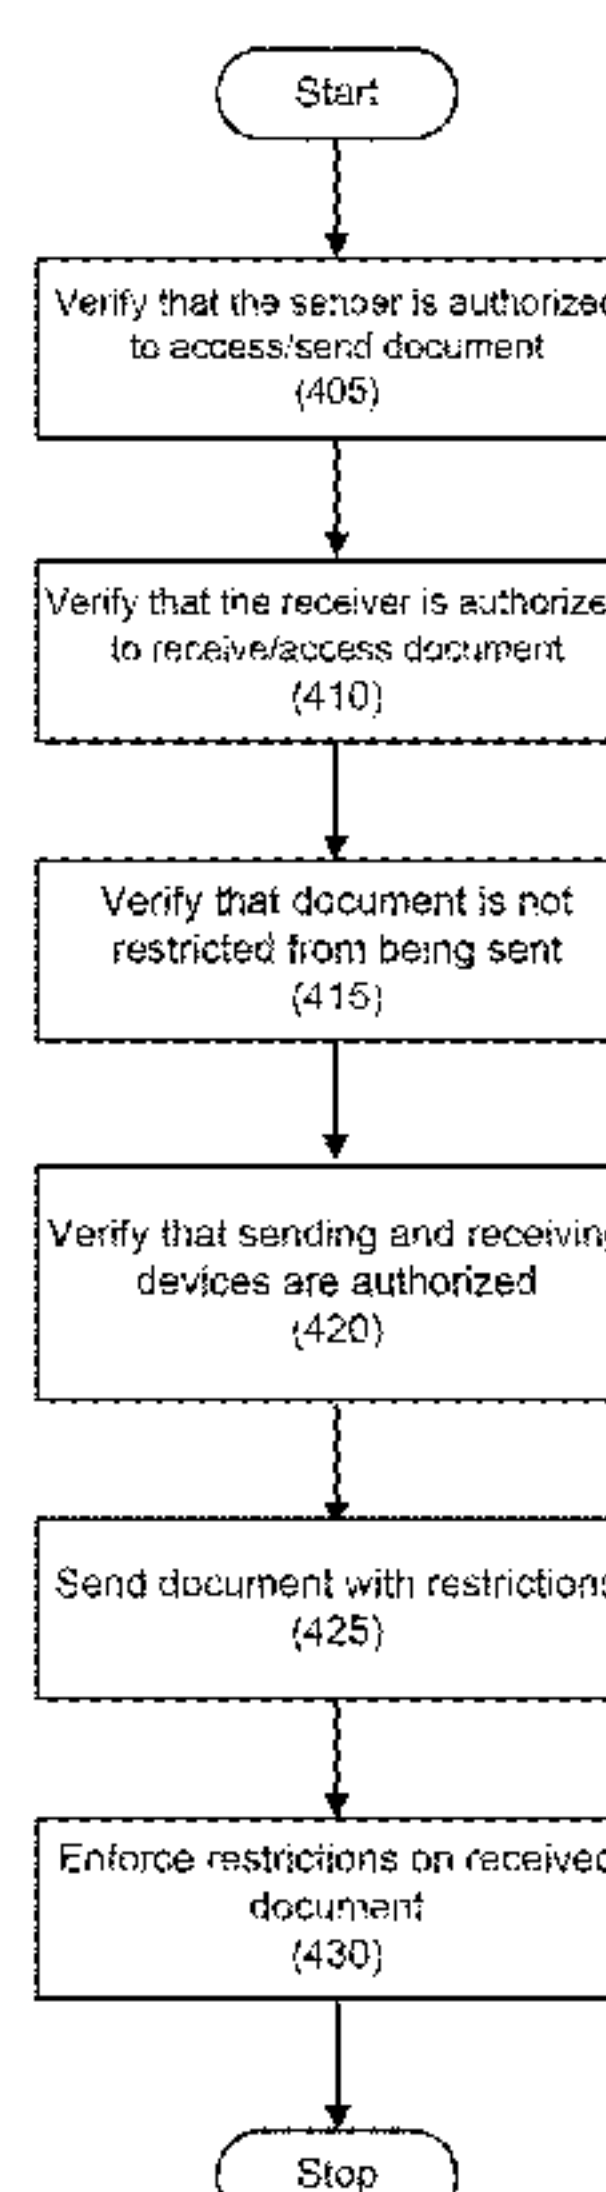 Start
Verify that the sender is authorized
to access/send document
(405)
Verify that the receiver is authorize
to receive/access document
(410)
Verify that document is not
restricted from being sent
(415)
Verify that sending and receiving
devices are authorized
(420)
Send document with restrictions
(425)
Enforce restrictions on received
document
(430)
Stop